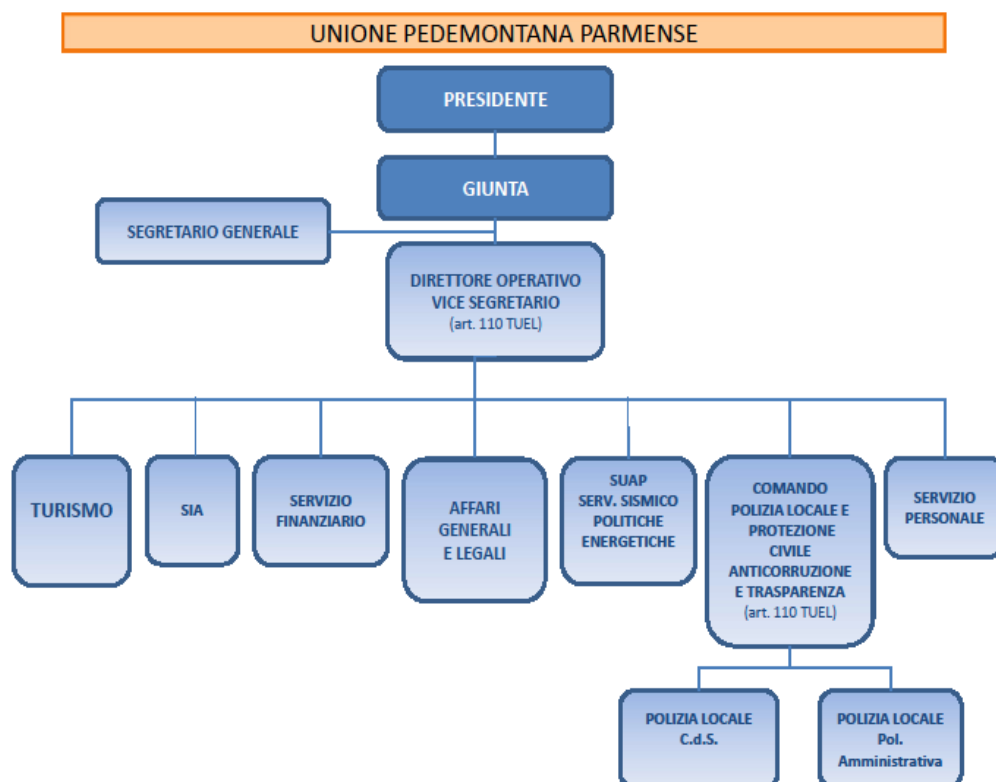 UNIONE PEDEMONTANA PARMENSE
PRESIDENTE
GIUNTA
SEGRETARIO GENERALE
DIRETTORE OPERATIVO
VICE SEGRETARIO
(art. 110 TUEL)
TURISMO
SIA
SERVIZIO
FINANZIARIO
AFFARI
GENERALI
E LEGALI
SUAP
SERV. SISMICO
POLITICHE
ENERGETICHE
COMANDO
POLIZIA LOCALE E
PROTEZIONE
CIVILE
ANTICORRUZIONE
E TRASPARENZA
(art. 110 TUEL)
SERVIZIO
PERSONALE
POLIZIA LOCALE
C.d.S.
POLIZIA LOCALE
Pol.
Amministrativa